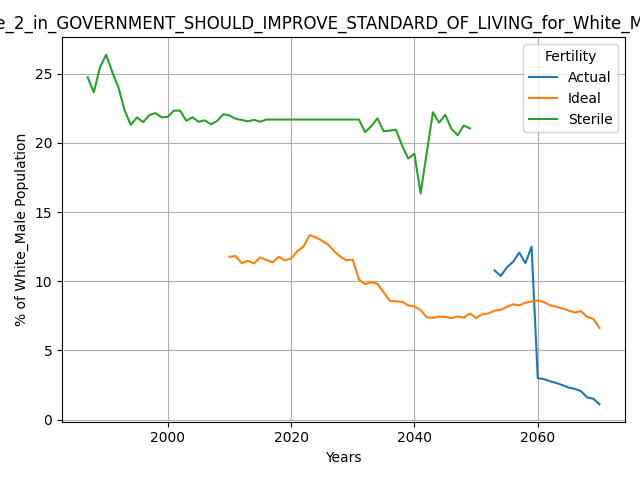 e_2_in_GOVERNMENT_SHOULD_IMPROVE_STANDARD_OF_LIVING_for_White_M
Fertility
Actual
Ideal
Sterile
% of White_Male Population
25
20
15
10
5
0
2000 2020 2040 2060
Years